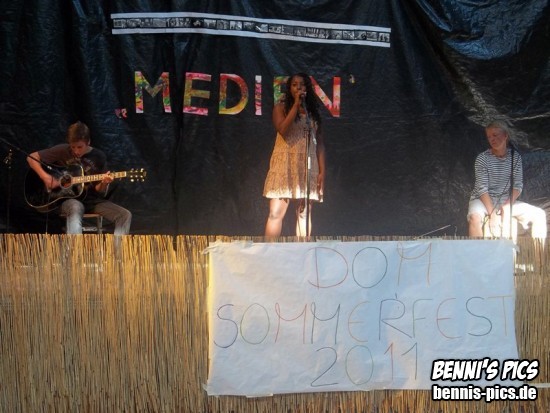 „MEDIEN“
DOM
SOMMERFEST
2011
BENNI'S PICS
bennis-pics.de